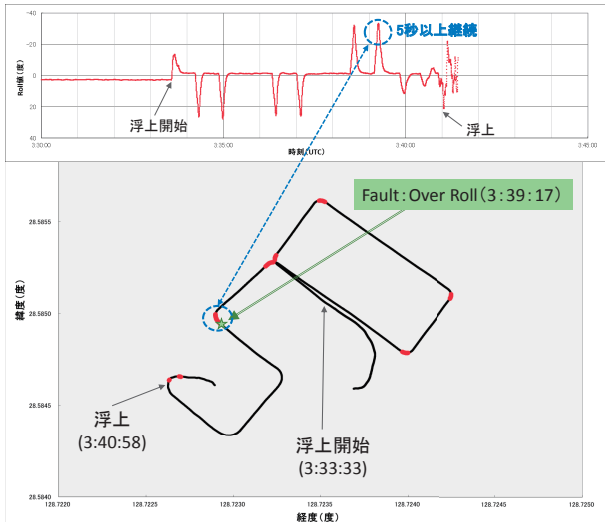 -40
-20
0
20
40
Roll値(度)
5秒以上継続
浮上開始
浮上
3:30:00
3:35:00
3:40:00
3:45:00
時刻(UTC)
Fault:Over Roll(3:39:17)
28.5855
28.5850
28.5845
28.5840
緯度(度)
浮上
(3:40:58)
浮上開始
(3:33:33)
128.7220
128.7225
128.7230
128.7235
128.7240
128.7245
128.7250
経度(度)